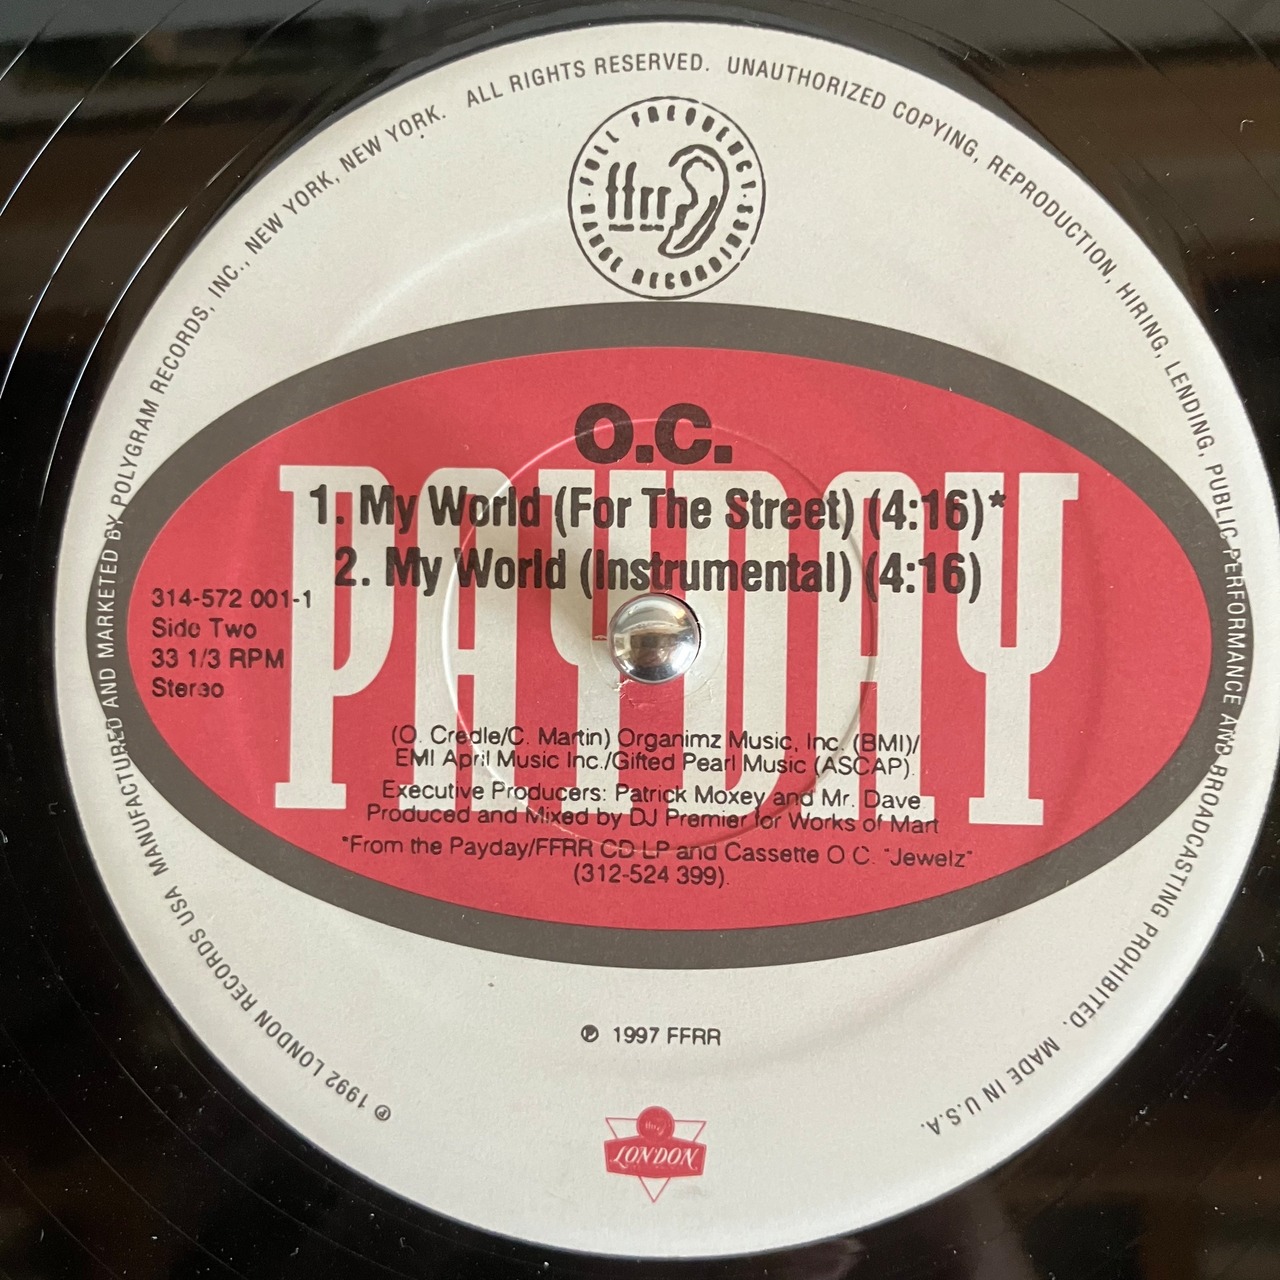 ℗ 1992 LONDON RECORDS USA MANUFACTURED AND MARKETED BY POLYGRAM RECORDS, INC., NEW YORK, NEW YORK. ALL RIGHTS RESERVED. UNAUTHORIZED COPYING, REPRODUCTION, HIRING, LENDING, PUBLIC PERFORMANCE AND BROADCASTING PROHIBITED. MADE IN U.S.A.
FULL FREQUENCY
ffrr
RANGE RECORDINGS
O.C.
PAYDAY
1. My World (For The Street) (4:16)*
2. My World (Instrumental) (4:16)
314-572 001-1
Side Two
33 1/3 RPM
Stereo
(O. Credle/C. Martin) Organimz Music, Inc. (BMI)/
EMI April Music Inc./Gifted Pearl Music (ASCAP).
Executive Producers: Patrick Moxey and Mr. Dave
Produced and Mixed by DJ Premier for Works of Mart
*From the Payday/FFRR CD LP and Cassette O.C. "Jewelz"
(312-524 399).
℗ 1997 FFRR
ffrr
LONDON